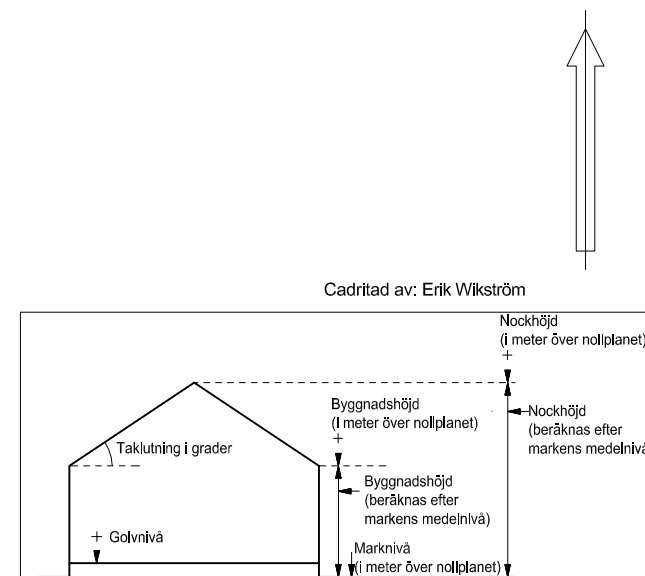 Cadritad av: Erik Wikström
Nockhöjd
(i meter över nollplanet)
+
Nockhöjd
(beräknas efter
markens medelnivå
Byggnadshöjd
(i meter över nollplanet)
+
Taklutning i grader
Byggnadshöjd
(beräknas efter
markens medelnivå)
+ Golvnivå
Marknivå
(i meter över nollplanet)